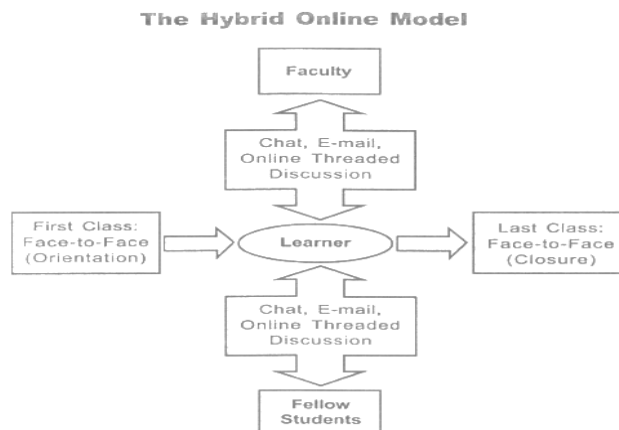 The Hybrid Online Model
Faculty
Chat, E-mail,
Online Threaded
Discussion
First Class:
Face-to-Face
(Orientation)
Learner
Last Class:
Face-to-Face
(Closure)
Chat, E-mail,
Online Threaded
Discussion
Fellow
Students